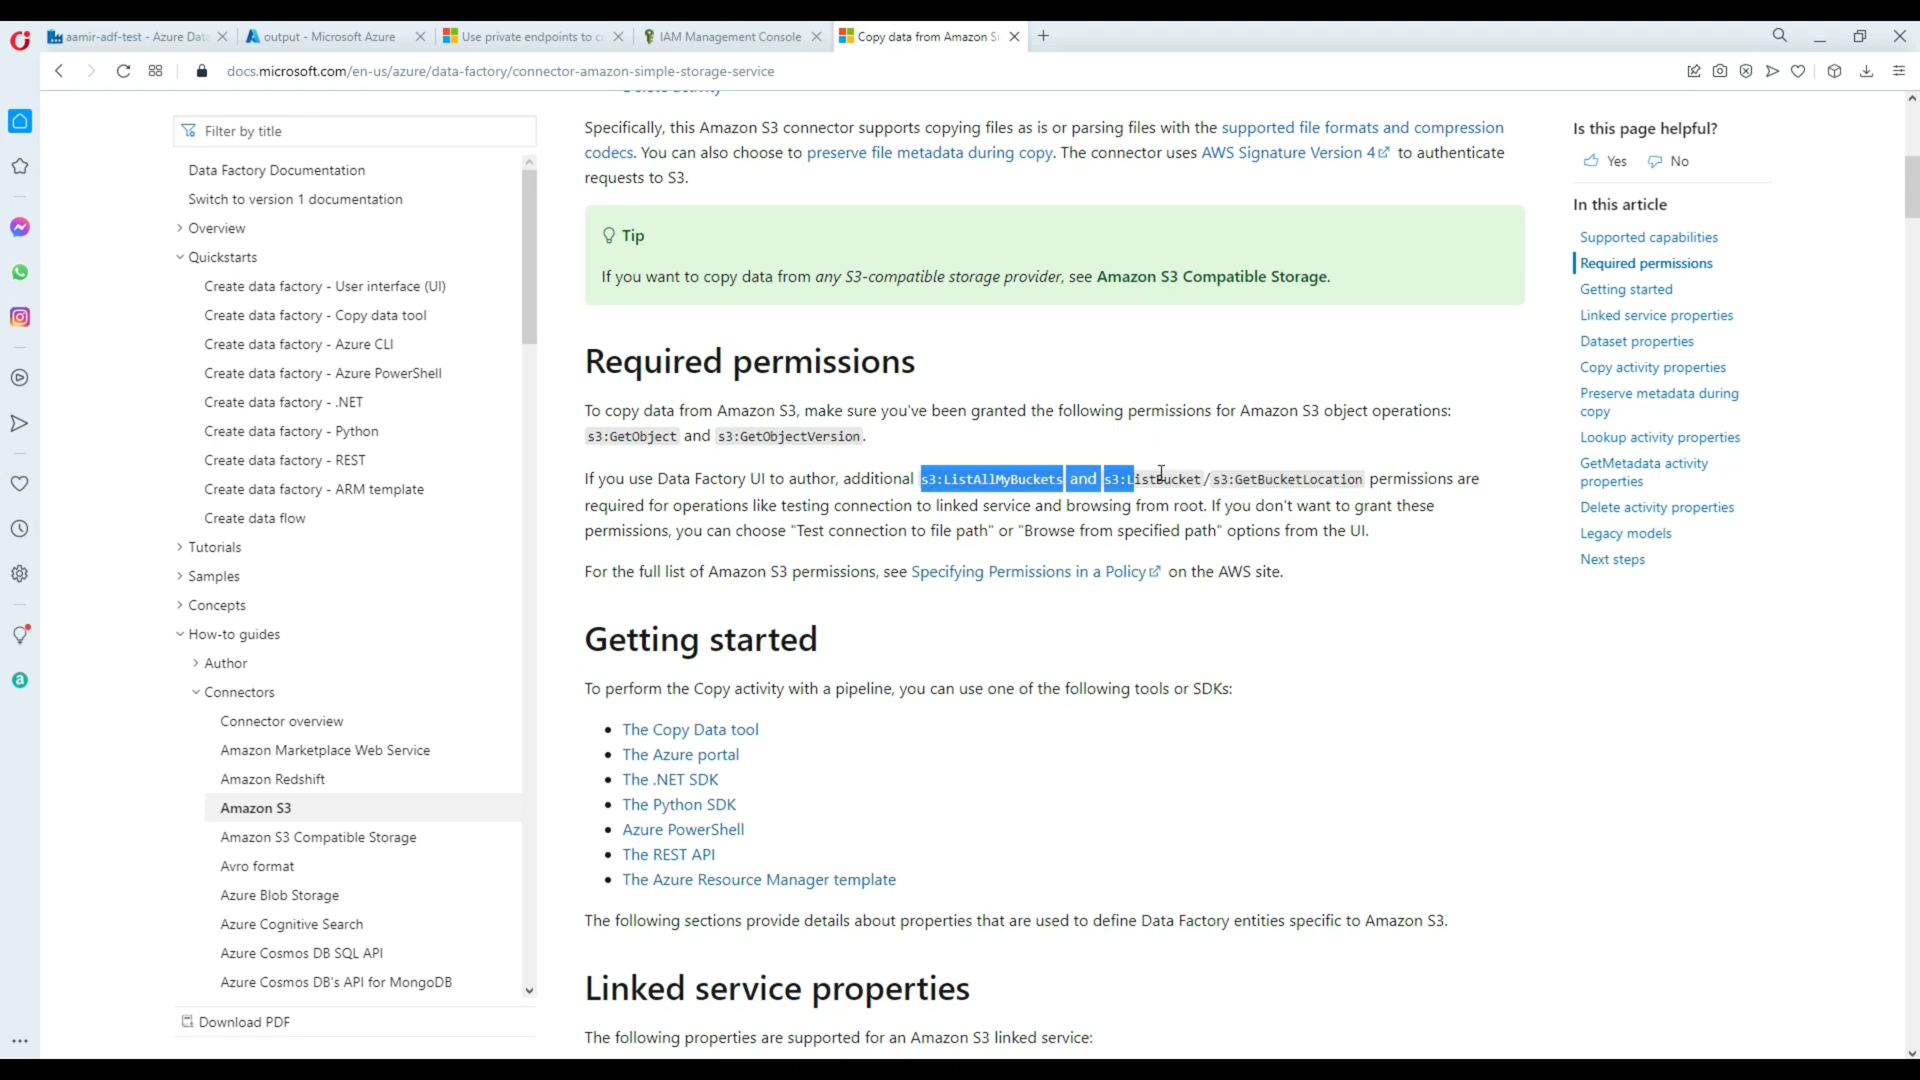 aamir-adf-test - Azure Dat
output - Microsoft Azure
Use private endpoints to c
IAM Management Console
Copy data from Amazon S
docs.microsoft.com/en-us/azure/data-factory/connector-amazon-simple-storage-service
Filter by title
Data Factory Documentation
Switch to version 1 documentation
Overview
Quickstarts
Create data factory - User interface (UI)
Create data factory - Copy data tool
Create data factory - Azure CLI
Create data factory - Azure PowerShell
Create data factory - .NET
Create data factory - Python
Create data factory - REST
Create data factory - ARM template
Create data flow
Tutorials
Samples
Concepts
How-to guides
Author
Connectors
Connector overview
Amazon Marketplace Web Service
Amazon Redshift
Amazon S3
Amazon S3 Compatible Storage
Avro format
Azure Blob Storage
Azure Cognitive Search
Azure Cosmos DB SQL API
Azure Cosmos DB's API for MongoDB
Download PDF
Specifically, this Amazon S3 connector supports copying files as is or parsing files with the supported file formats and compression
codecs. You can also choose to preserve file metadata during copy. The connector uses AWS Signature Version 4 to authenticate
requests to S3.
Tip
If you want to copy data from any S3-compatible storage provider, see Amazon S3 Compatible Storage.
Required permissions
To copy data from Amazon S3, make sure you've been granted the following permissions for Amazon S3 object operations:
s3:GetObject and s3:GetObjectVersion.
If you use Data Factory UI to author, additional s3:ListAllMyBuckets and s3:ListBucket/s3:GetBucketLocation permissions are
required for operations like testing connection to linked service and browsing from root. If you don't want to grant these
permissions, you can choose "Test connection to file path" or "Browse from specified path" options from the UI.
For the full list of Amazon S3 permissions, see Specifying Permissions in a Policy on the AWS site.
Getting started
To perform the Copy activity with a pipeline, you can use one of the following tools or SDKs:
The Copy Data tool
The Azure portal
The .NET SDK
The Python SDK
Azure PowerShell
The REST API
The Azure Resource Manager template
The following sections provide details about properties that are used to define Data Factory entities specific to Amazon S3.
Linked service properties
The following properties are supported for an Amazon S3 linked service:
Is this page helpful?
Yes No
In this article
Supported capabilities
Required permissions
Getting started
Linked service properties
Dataset properties
Copy activity properties
Preserve metadata during
copy
Lookup activity properties
GetMetadata activity
properties
Delete activity properties
Legacy models
Next steps